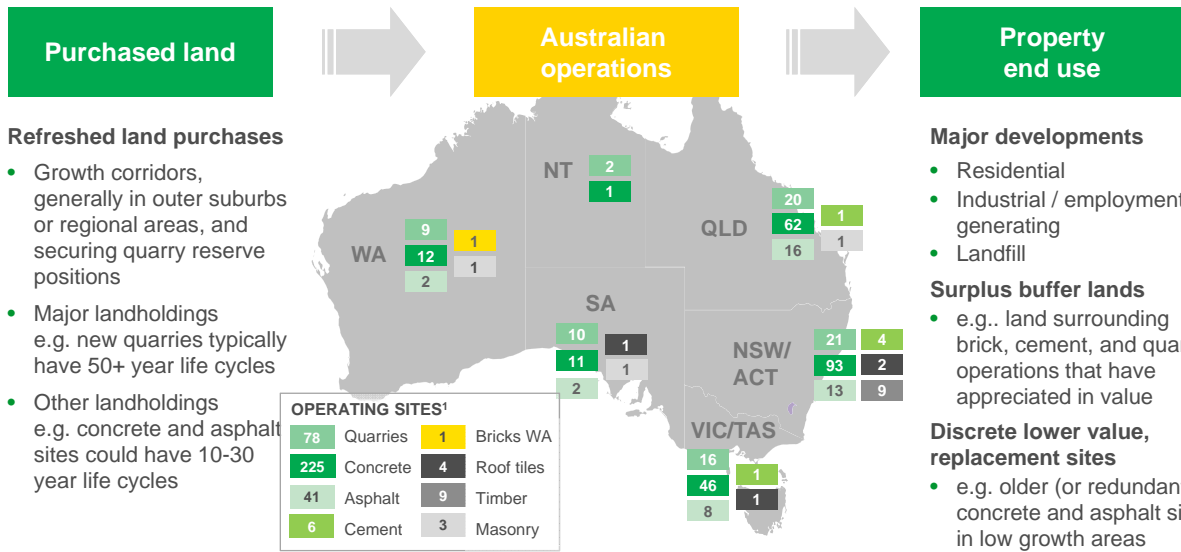 Purchased land
Australian
operations
Property
end use
Refreshed land purchases
• Growth corridors,
generally in outer suburbs
or regional areas, and
securing quarry reserve
positions
• Major landholdings
e.g. new quarries typically
have 50+ year life cycles
• Other landholdings
e.g. concrete and asphalt
sites could have 10-30
year life cycles
NT
2
1
WA
9
12
2
1
1
QLD
20
62
16
1
1
SA
10
11
2
1
1
NSW/
ACT
21
93
13
4
2
9
VIC/TAS
16
46
8
1
1
OPERATING SITES¹
78 Quarries
225 Concrete
41 Asphalt
6 Cement
1 Bricks WA
4 Roof tiles
9 Timber
3 Masonry
Major developments
• Residential
• Industrial / employment
generating
• Landfill
Surplus buffer lands
• e.g.. land surrounding
brick, cement, and
operations that have
appreciated in value
Discrete lower value,
replacement sites
• e.g. older (or
concrete and asphalt
in low growth areas